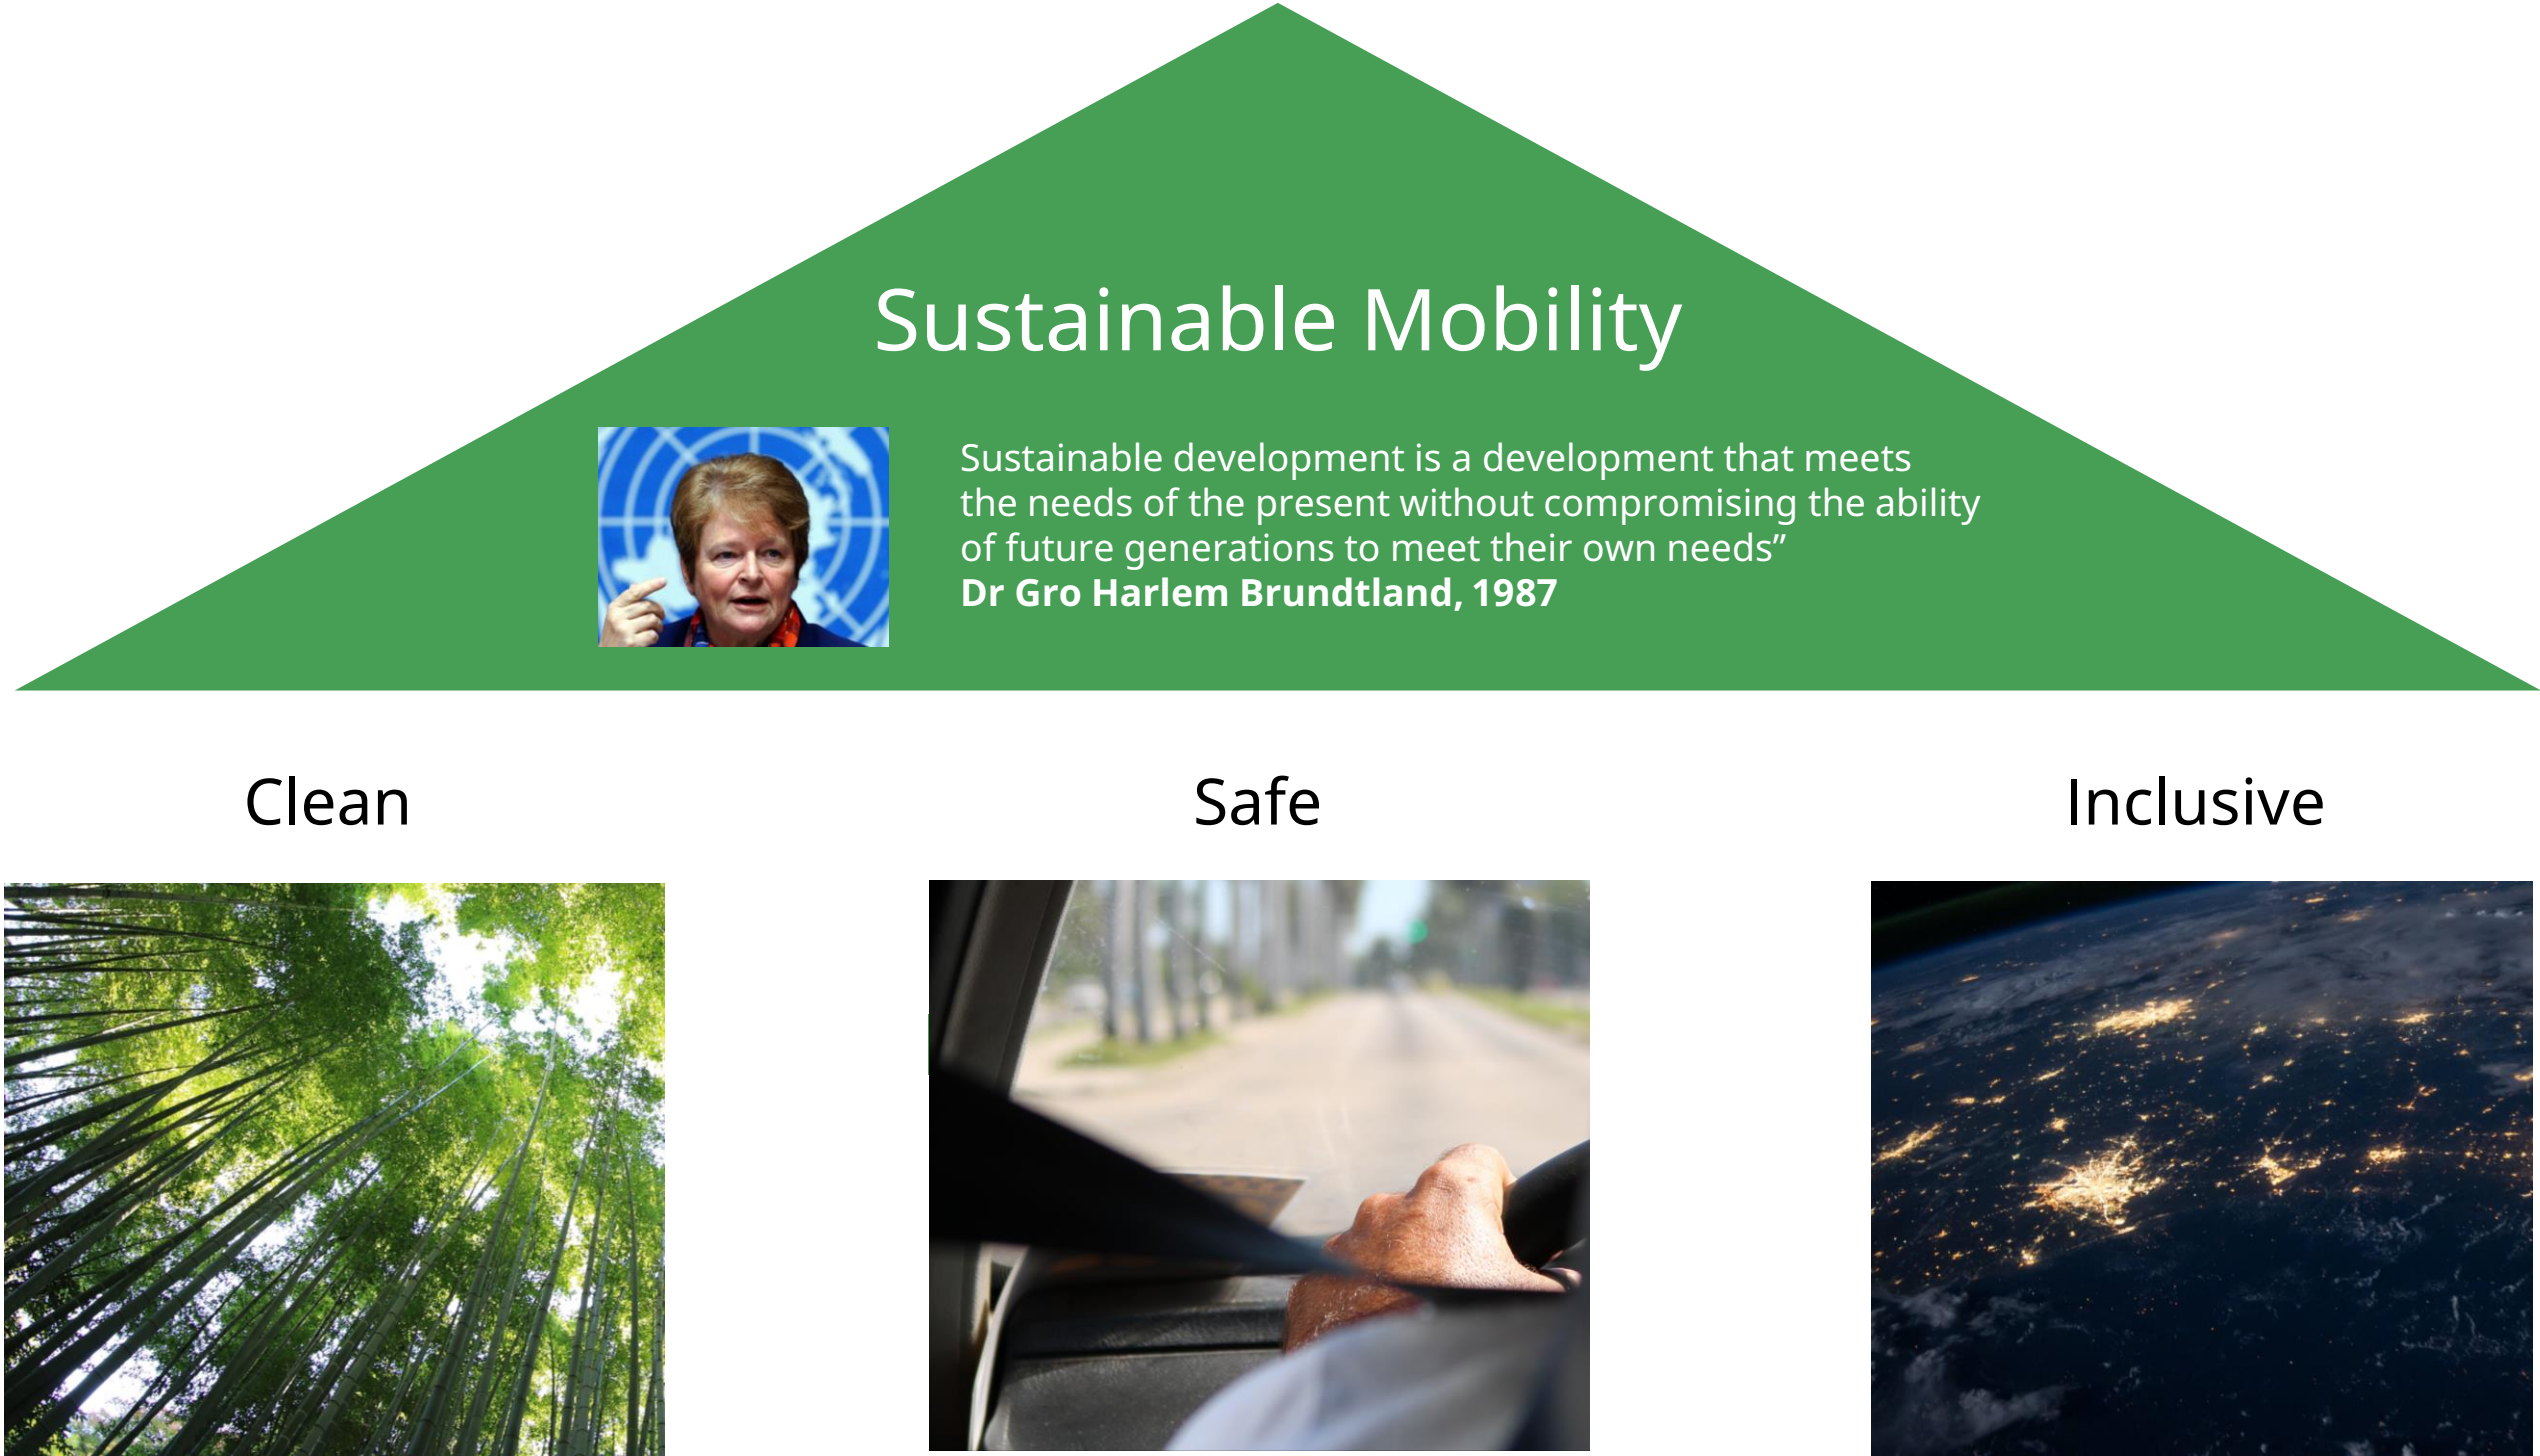 Sustainable Mobility
Sustainable development is a development that meets
the needs of the present without compromising the ability
of future generations to meet their own needs”
Dr Gro Harlem Brundtland, 1987
Clean
Safe
Inclusive